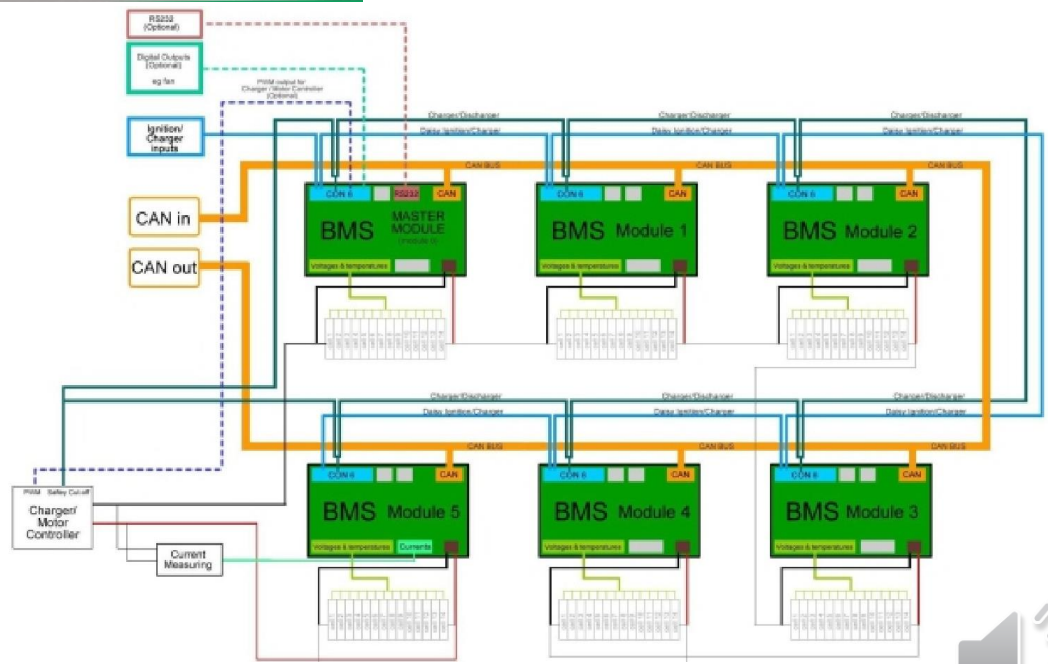 RS232
(Optional)
Digital Outputs
(Optional)
eg fan
PWM output for
Charger / Motor Controller
(Optional)
Ignition/
Charger
inputs
CAN in
CAN out
Charger/Discharger
Charger/Discharger
Charger/Discharger
Daisy Ignition/Charger
Daisy Ignition/Charger
Daisy Ignition/Charger
CAN BUS
CAN BUS
CAN BUS
CON 6
RS232
CAN
BMS
MASTER
MODULE
(module 0)
Voltages & temperatures
CON 6
CAN
BMS Module 1
Voltages & temperatures
CON 6
CAN
BMS Module 2
Voltages & temperatures
Charger/Discharger
Charger/Discharger
Charger/Discharger
Daisy Ignition/Charger
Daisy Ignition/Charger
Daisy Ignition/Charger
CAN BUS
CAN BUS
CAN BUS
CON 6
CAN
BMS Module 5
Voltages & temperatures
Currents
CON 6
CAN
BMS Module 4
Voltages & temperatures
CON 6
CAN
BMS Module 3
Voltages & temperatures
PWM Safety Cut-off
Charger/
Motor
Controller
Current
Measuring